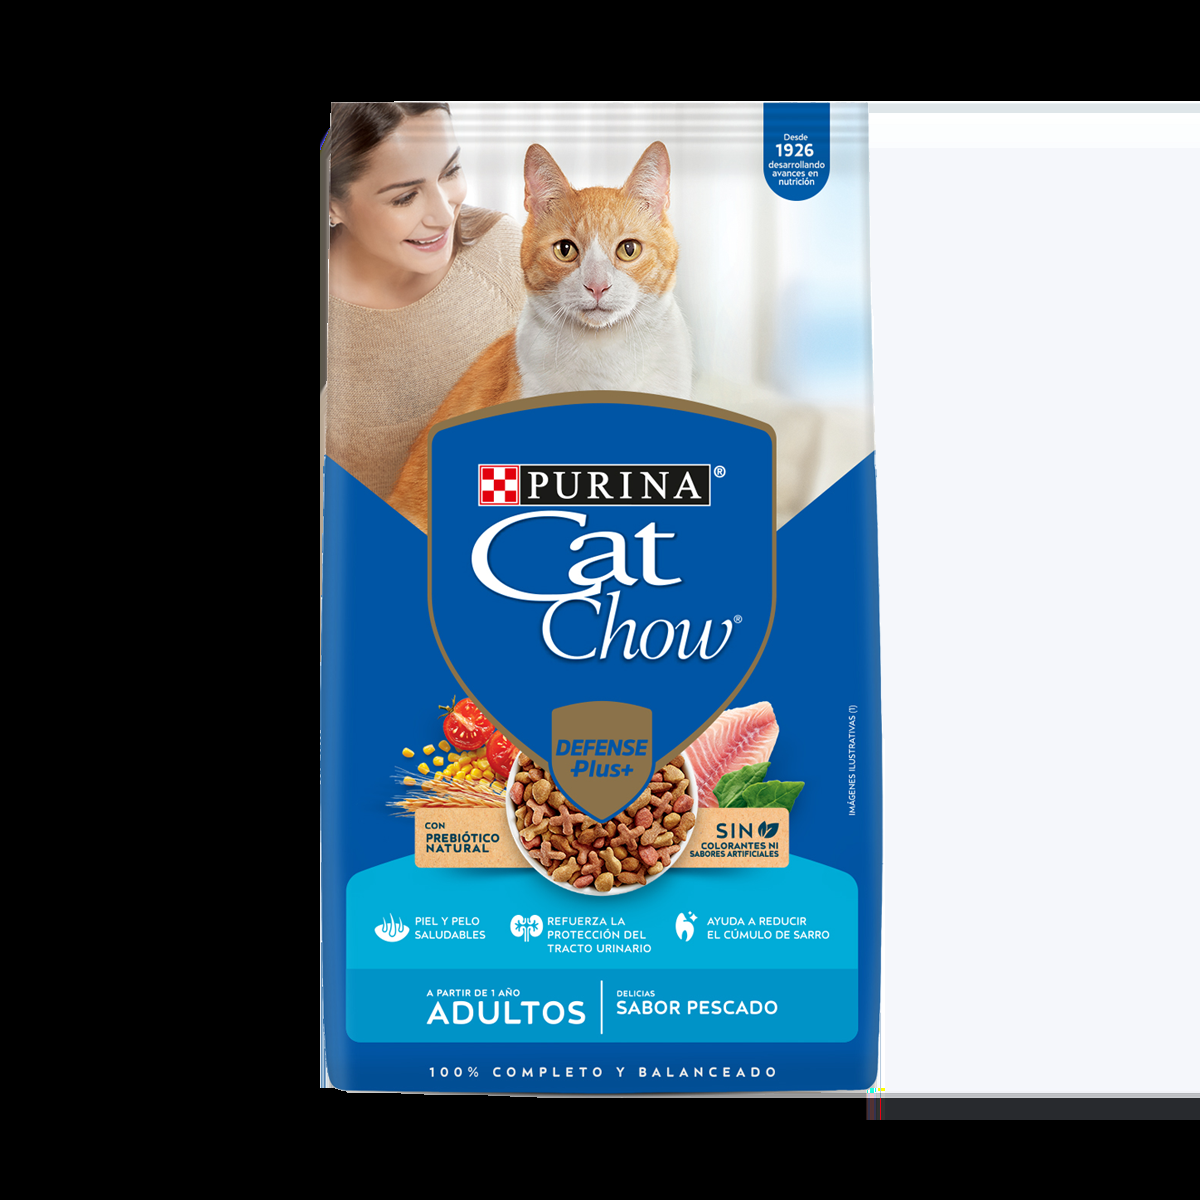 Desde
1926
desarrollando
avances en
nutrición
PURINA®
Cat
Chow®
DEFENSE
Plus+
IMÁGENES ILUSTRATIVAS (1)
CON
PREBIÓTICO
NATURAL
SIN
COLORANTES NI
SABORES ARTIFICIALES
PIEL Y PELO
SALUDABLES
REFUERZA LA
PROTECCIÓN DEL
TRACTO URINARIO
AYUDA A REDUCIR
EL CÚMULO DE SARRO
A PARTIR DE 1 AÑO
ADULTOS
DELICIAS
SABOR PESCADO
100% COMPLETO Y BALANCEADO